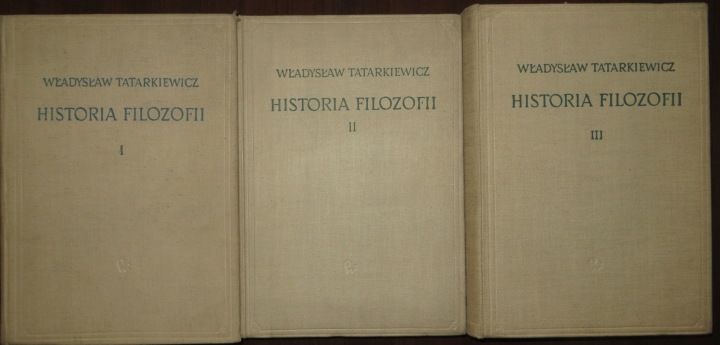 WŁADYSŁAW TATARKIEWICZ
HISTORIA FILOZOFII
I
WŁADYSŁAW TATARKIEWICZ
HISTORIA FILOZOFII
II
WŁADYSŁAW TATARKIEWICZ
HISTORIA FILOZOFII
III